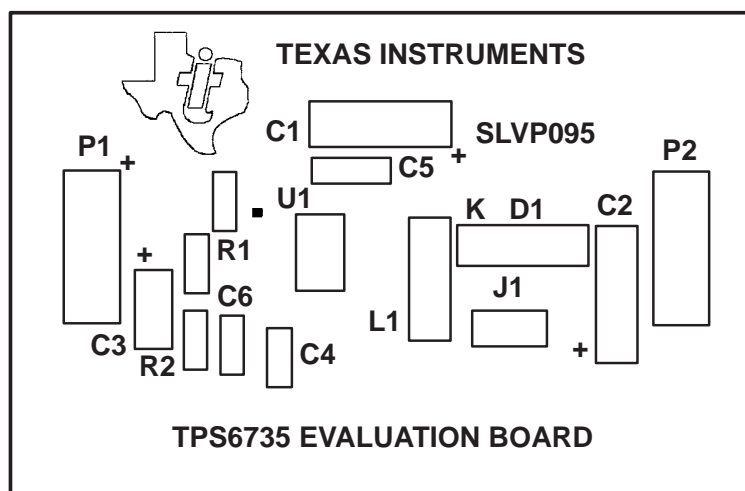 TEXAS INSTRUMENTS
C1
SLVP095
P1
+
+
C5
P2
U1
K D1
C2
R1
+
C6
J1
L1
C3
R2
C4
+
TPS6735 EVALUATION BOARD